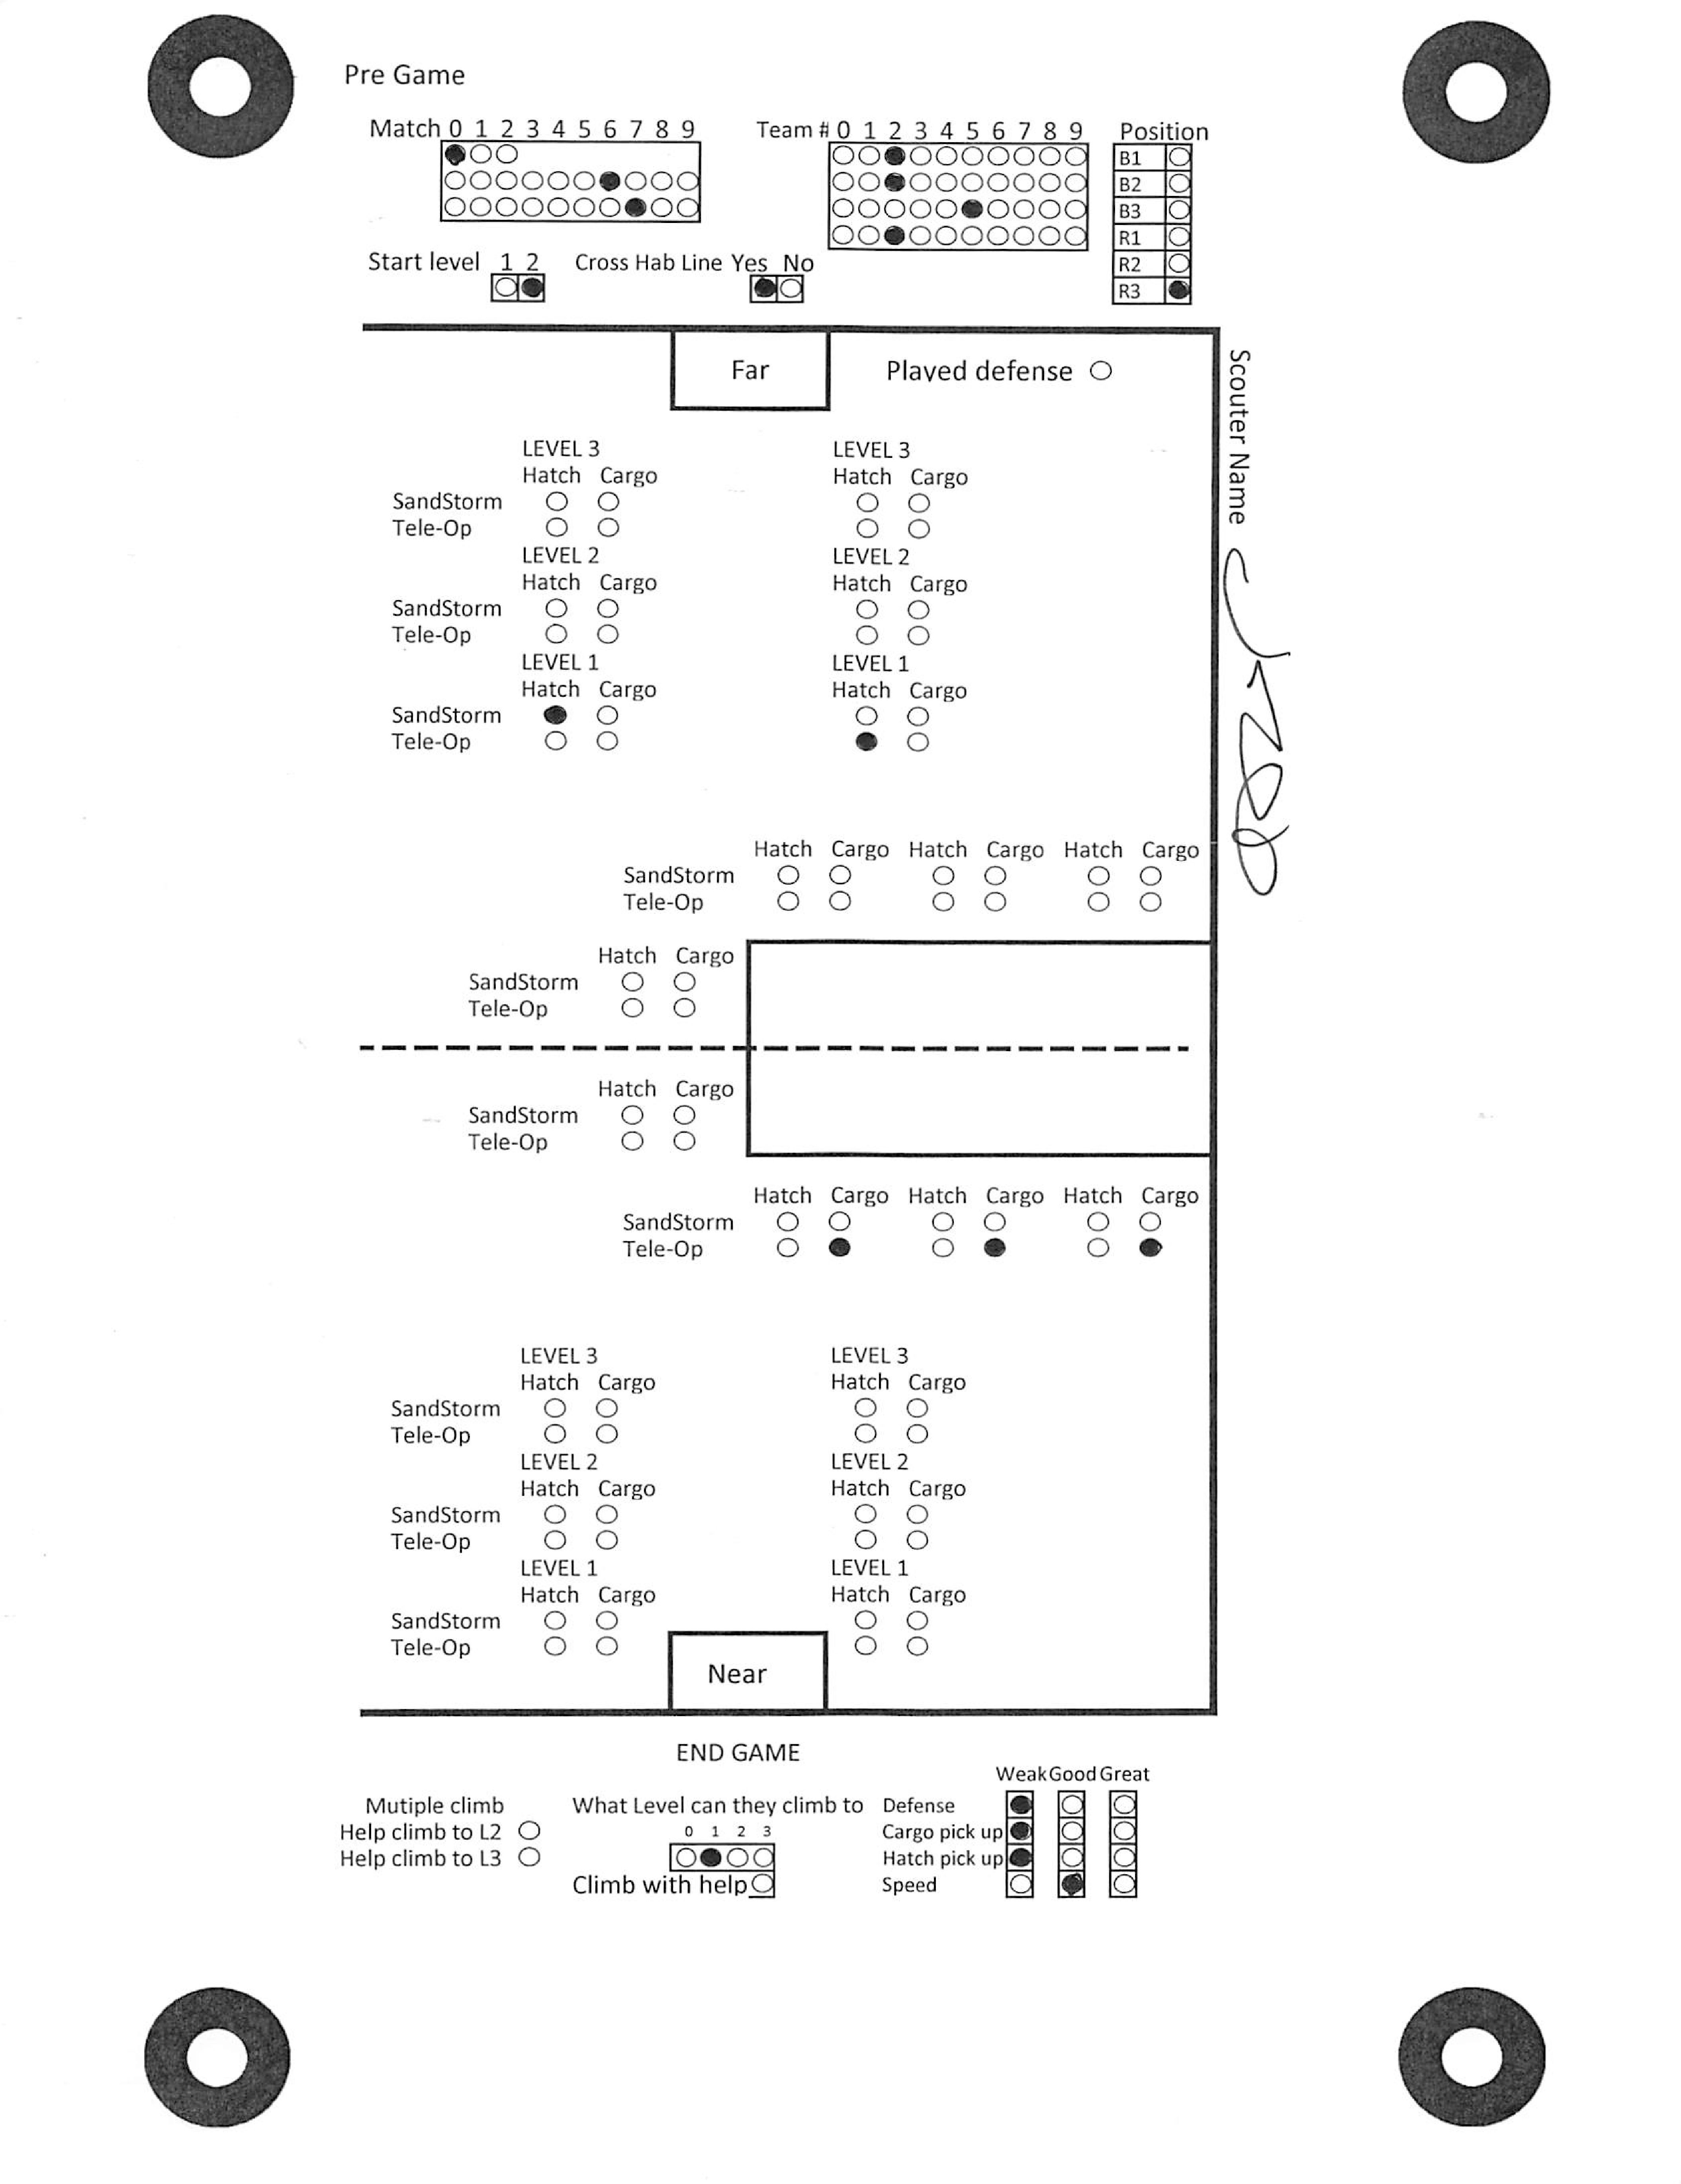 Pre Game
Match 0 1 2 3 4 5 6 7 8 9
Team # 0 1 2 3 4 5 6 7 8 9
Position
B1
B2
B3
R1
R2
R3
Start level 1 2
Cross Hab Line Yes No
Far
Played defense
Scouter Name
LEVEL 3 LEVEL 3
Hatch Cargo Hatch Cargo
SandStorm
Tele-Op
LEVEL 2 LEVEL 2
Hatch Cargo Hatch Cargo
SandStorm
Tele-Op
LEVEL 1 LEVEL 1
Hatch Cargo Hatch Cargo
SandStorm
Tele-Op
Hatch Cargo Hatch Cargo Hatch Cargo
SandStorm
Tele-Op
Hatch Cargo
SandStorm
Tele-Op
Hatch Cargo
SandStorm
Tele-Op
Hatch Cargo Hatch Cargo Hatch Cargo
SandStorm
Tele-Op
LEVEL 3 LEVEL 3
Hatch Cargo Hatch Cargo
SandStorm
Tele-Op
LEVEL 2 LEVEL 2
Hatch Cargo Hatch Cargo
SandStorm
Tele-Op
LEVEL 1 LEVEL 1
Hatch Cargo Hatch Cargo
SandStorm
Tele-Op
Near
END GAME
Mutiple climb
Help climb to L2
Help climb to L3
What Level can they climb to
0 1 2 3
Climb with help
Weak Good Great
Defense
Cargo pick up
Hatch pick up
Speed